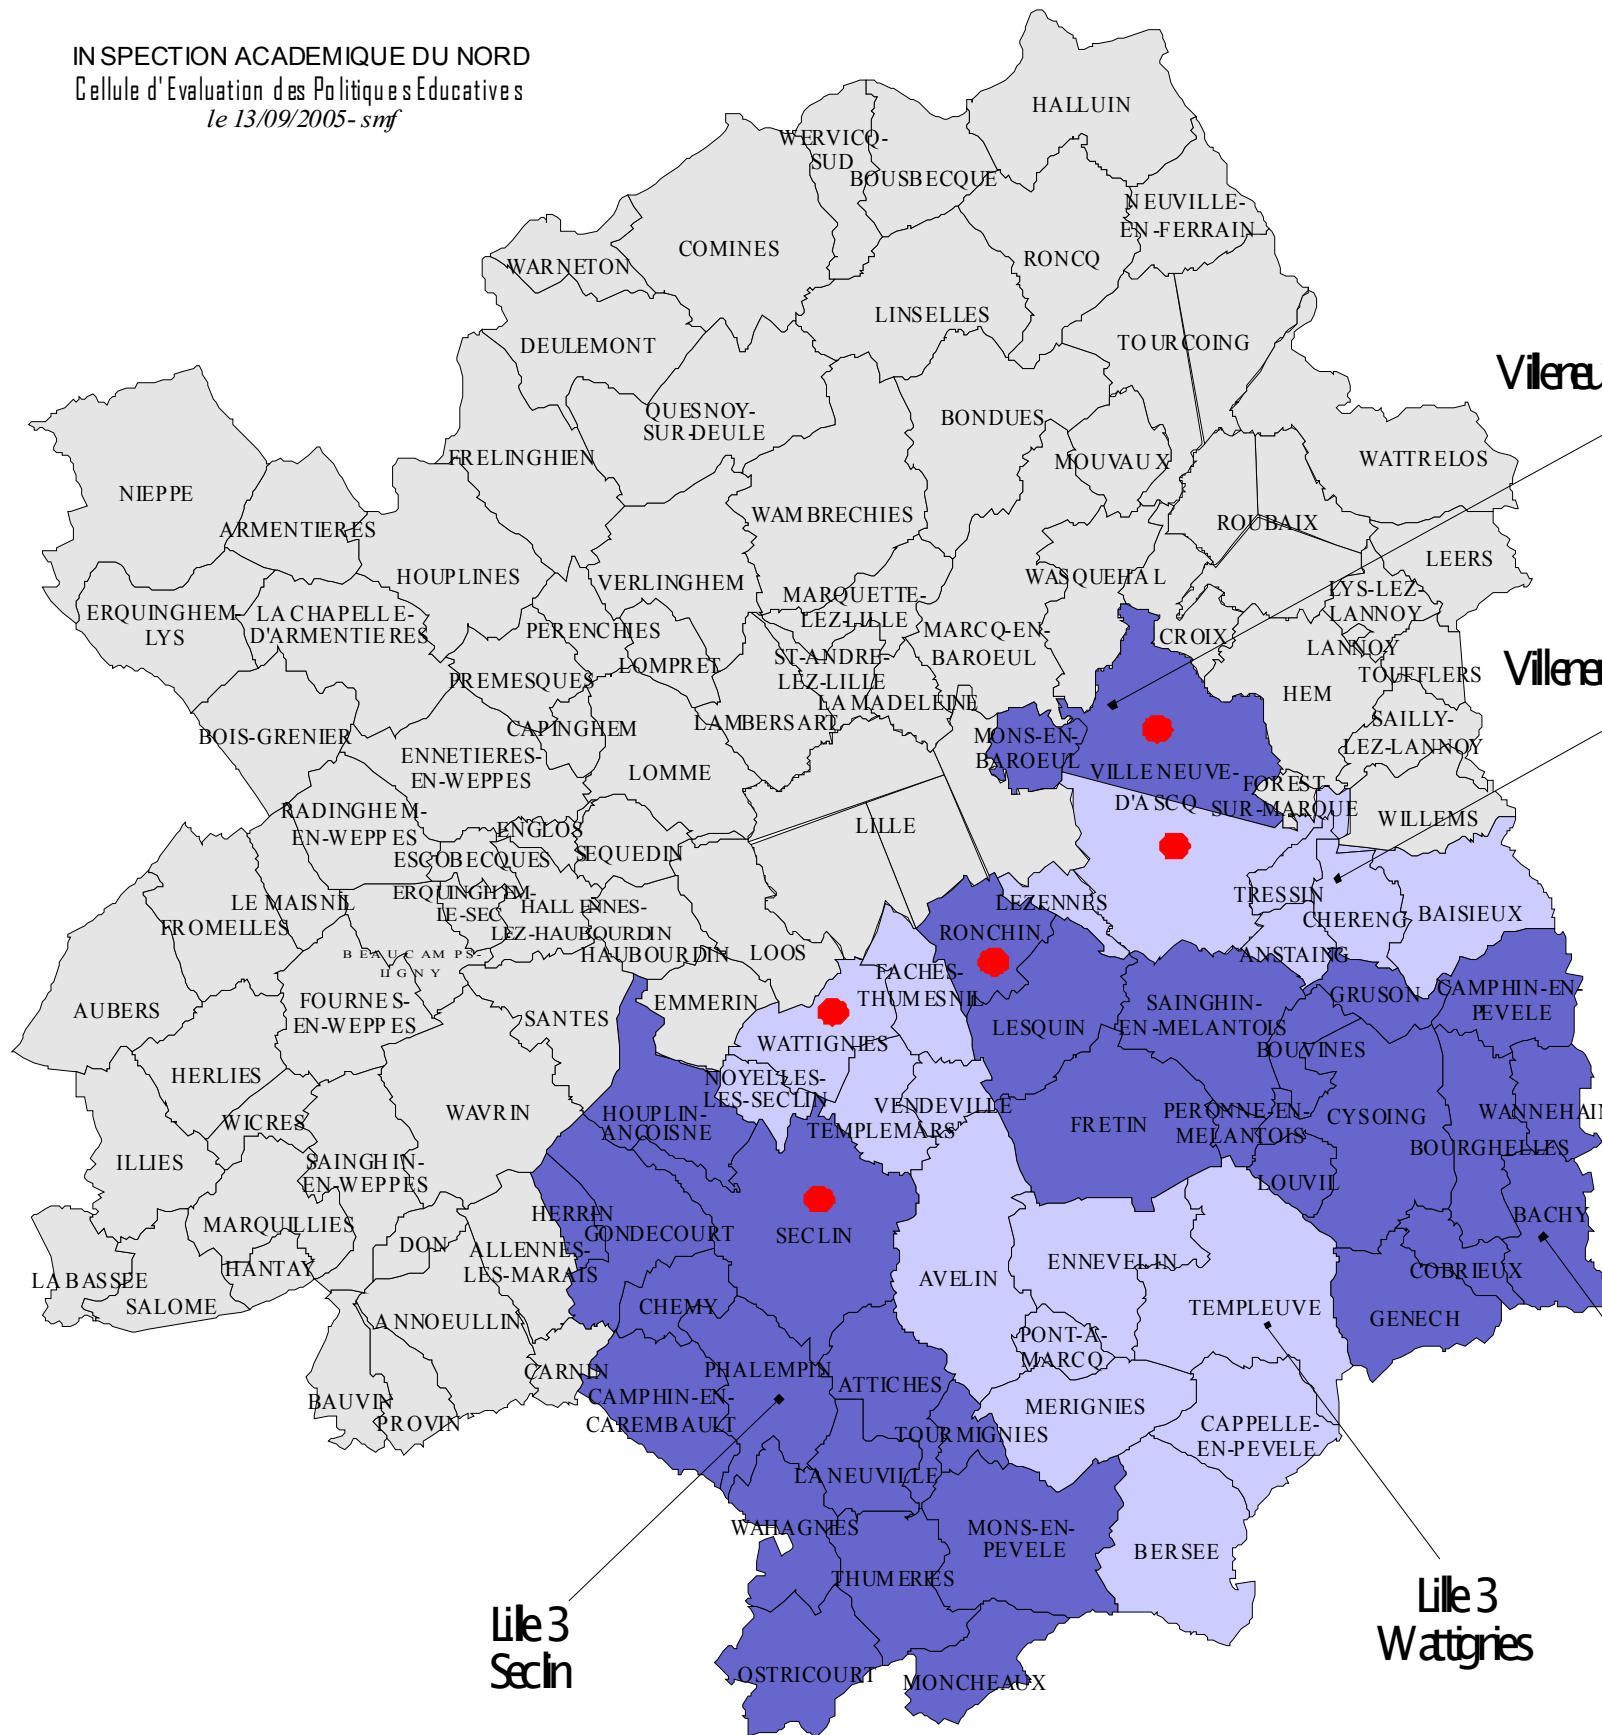 INSPECTION ACADEMIQUE DU NORD
Cellule d'Evaluation des Politiques Educatives
le 13/09/2005- smf
HALLUIN
WERVICQ-
SUD
BOUSBECQUE
NEUVILLE-
EN-FERRAIN
COMINES
RONCQ
WARNETON
LINSELLES
DEULEMONT
TOURCOING
QUESNOY-
SUR-DEULE
BONDUES
FRELINGHIEN
MOUVAUX
WATTRELOS
NIEPPE
ARMENTIERES
WAMBRECHIES
ROUBAIX
LEERS
HOUPLINES
VERLINGHEM
WASQUEHAL
ERQUINGHEM-
LYS
LA CHAPELLE-
D'ARMENTIERES
MARQUETTE-
LEZ-LILLE
LYS-LEZ-
LANNOY
PERENCHIES
MARCQ-EN-
BAROEUL
CROIX
LANNOY
LOMPRET
ST-ANDRE-
LEZ-LILLE
TOUFFLERS
PREMESQUES
LA MADELEINE
HEM
CAPINGHEM
LAMBERSART
SAILLY-
LEZ-LANNOY
BOIS-GRENIER
MONS-EN-
BAROEUL
ENNETIERES-
EN-WEPPES
LOMME
VILLENEUVE-
D'ASCQ
FOREST-
SUR-MARQUE
WILLEMS
RADINGHEM-
EN-WEPPES
ENGLOS
LILLE
ESCOBECQUES
SEQUEDIN
ERQUINGHEM-
LE-SEC
LE MAISNIL
HALLENNES-
LEZ-HAUBOURDIN
LEZENNES
TRESSIN
CHERENG
BAISIEUX
FROMELLES
RONCHIN
BEAUCAMPS-
LIGNY
HAUBOURDIN
LOOS
ANSTAING
FACHES-
THUMESNIL
AUBERS
FOURNES-
EN-WEPPES
EMMERIN
SANTES
GRUSON
CAMPHIN-EN-
PEVELE
LESQUIN
SAINGHIN-
EN-MELANTOIS
WATTIGNIES
BOUVINES
HERLIES
NOYELLES-
LES-SECLIN
WICRES
WAVRIN
HOUPLIN-
ANCOISNE
VENDEVILLE
TEMPLEMARS
FRETIN
PERONNE-EN-
MELANTOIS
CYSOING
WANNEHAIN
BOURGHELLES
ILLIES
SAINGHIN-
EN-WEPPES
LOUVIL
HERRIN
GONDECOURT
SECLIN
BACHY
MARQUILLIES
DON
ALLENNES-
LES-MARAIS
LA BASSEE
HANTAY
AVELIN
ENNEVELIN
COBRIEUX
SALOME
CHEMY
TEMPLEUVE
GENECH
ANNOEULLIN
PONT-A-
MARCQ
CARNIN
PHALEMPIN
ATTICHES
BAUVIN
PROVIN
CAMPHIN-EN-
CAREMBAULT
MERIGNIES
CAPPELLE-
EN-PEVELE
TOURMIGNIES
LA NEUVILLE
WAHAGNIES
MONS-EN-
PEVELE
BERSEE
THUMERIES
OSTRICOURT
MONCHEAUX
Lille 3
Seclin
Lille 3
Wattignies